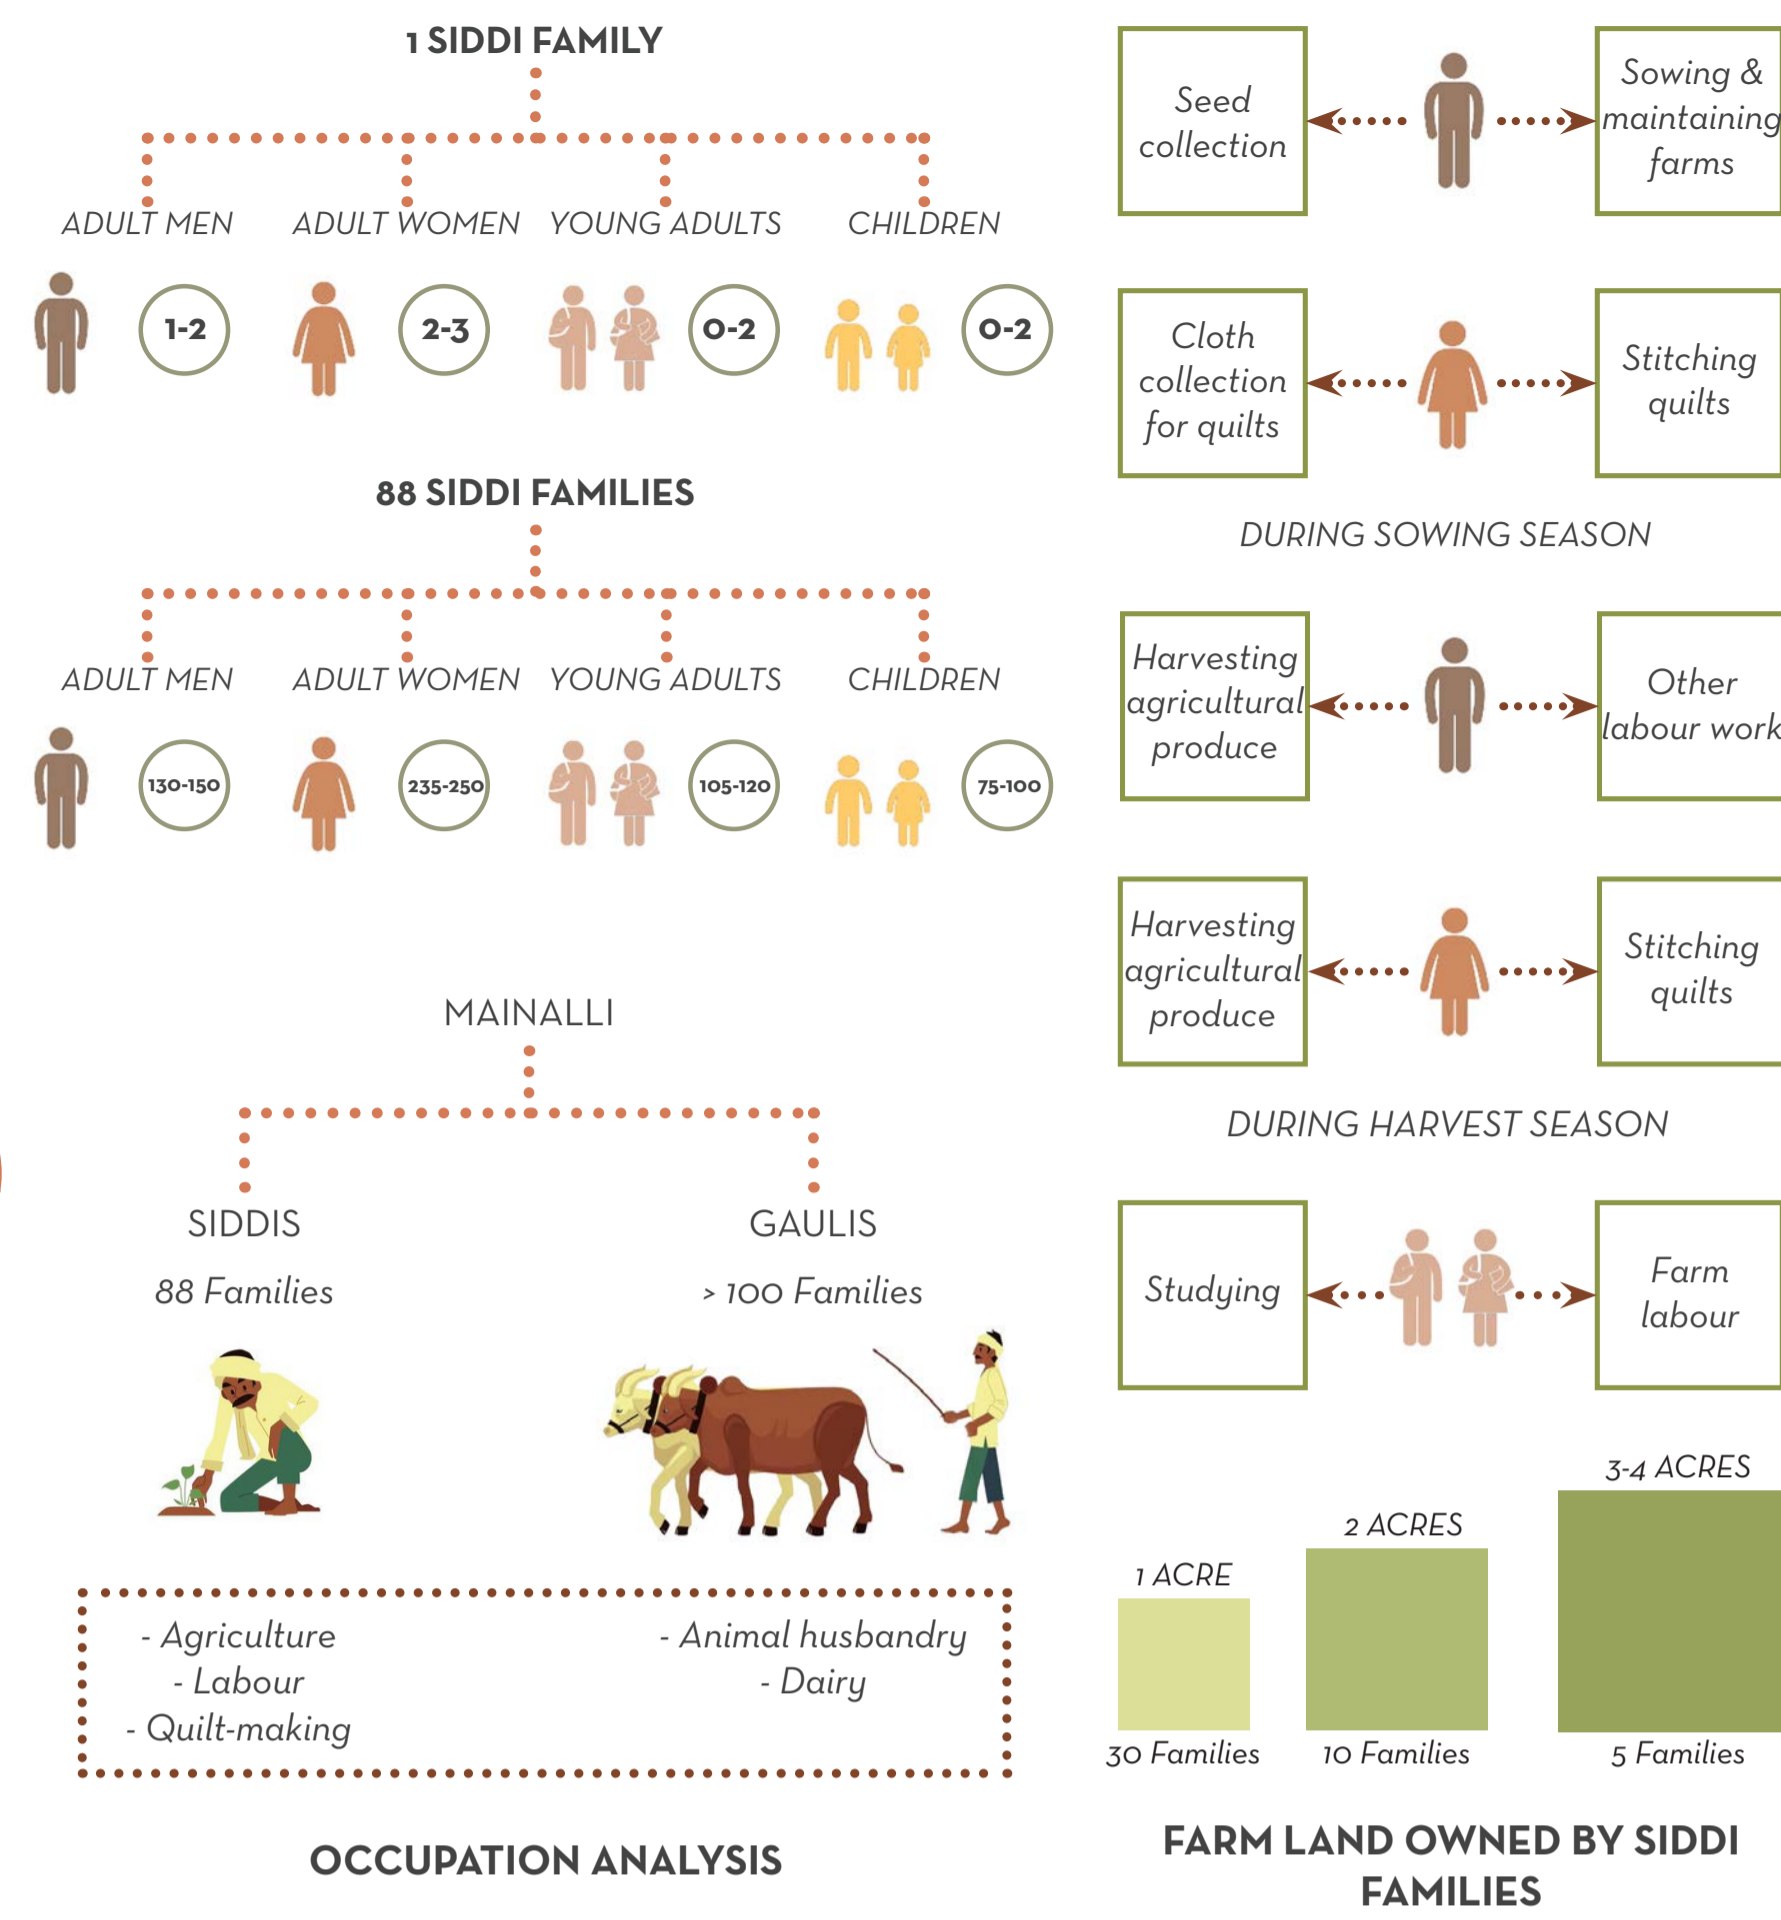 1 SIDDI FAMILY
ADULT MEN
ADULT WOMEN
YOUNG ADULTS
CHILDREN
1-2
2-3
0-2
0-2
88 SIDDI FAMILIES
ADULT MEN
ADULT WOMEN
YOUNG ADULTS
CHILDREN
130-150
235-250
105-120
75-100
MAINALLI
SIDDIS
88 Families
GAULIS
> 100 Families
- Agriculture
- Labour
- Quilt-making
- Animal husbandry
- Dairy
OCCUPATION ANALYSIS
Seed
collection
Sowing &
maintaining
farms
Cloth
collection
for quilts
Stitching
quilts
DURING SOWING SEASON
Harvesting
agricultural
produce
Other
labour work
Harvesting
agricultural
produce
Stitching
quilts
DURING HARVEST SEASON
Studying
Farm
labour
1 ACRE
30 Families
2 ACRES
10 Families
3-4 ACRES
5 Families
FARM LAND OWNED BY SIDDI
FAMILIES